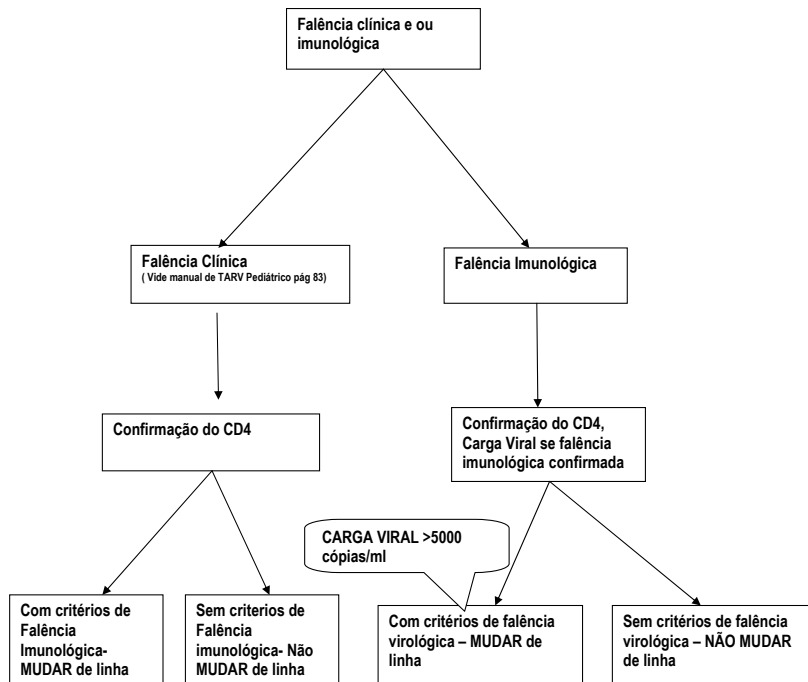 Falência clínica e ou
imunológica
Falência Clínica
( Vide manual de TARV Pediátrico pág 83)
Falência Imunológica
Confirmação do CD4
Confirmação do CD4,
Carga Viral se falência
imunológica confirmada
CARGA VIRAL >5000
cópias/ml
Com critérios de
Falência
Imunológica-
MUDAR de linha
Sem criterios de
Falência
imunológica- Não
MUDAR de linha
Com critérios de falência
virológica – MUDAR de
linha
Sem critérios de falência
virológica – NÃO MUDAR
de linha